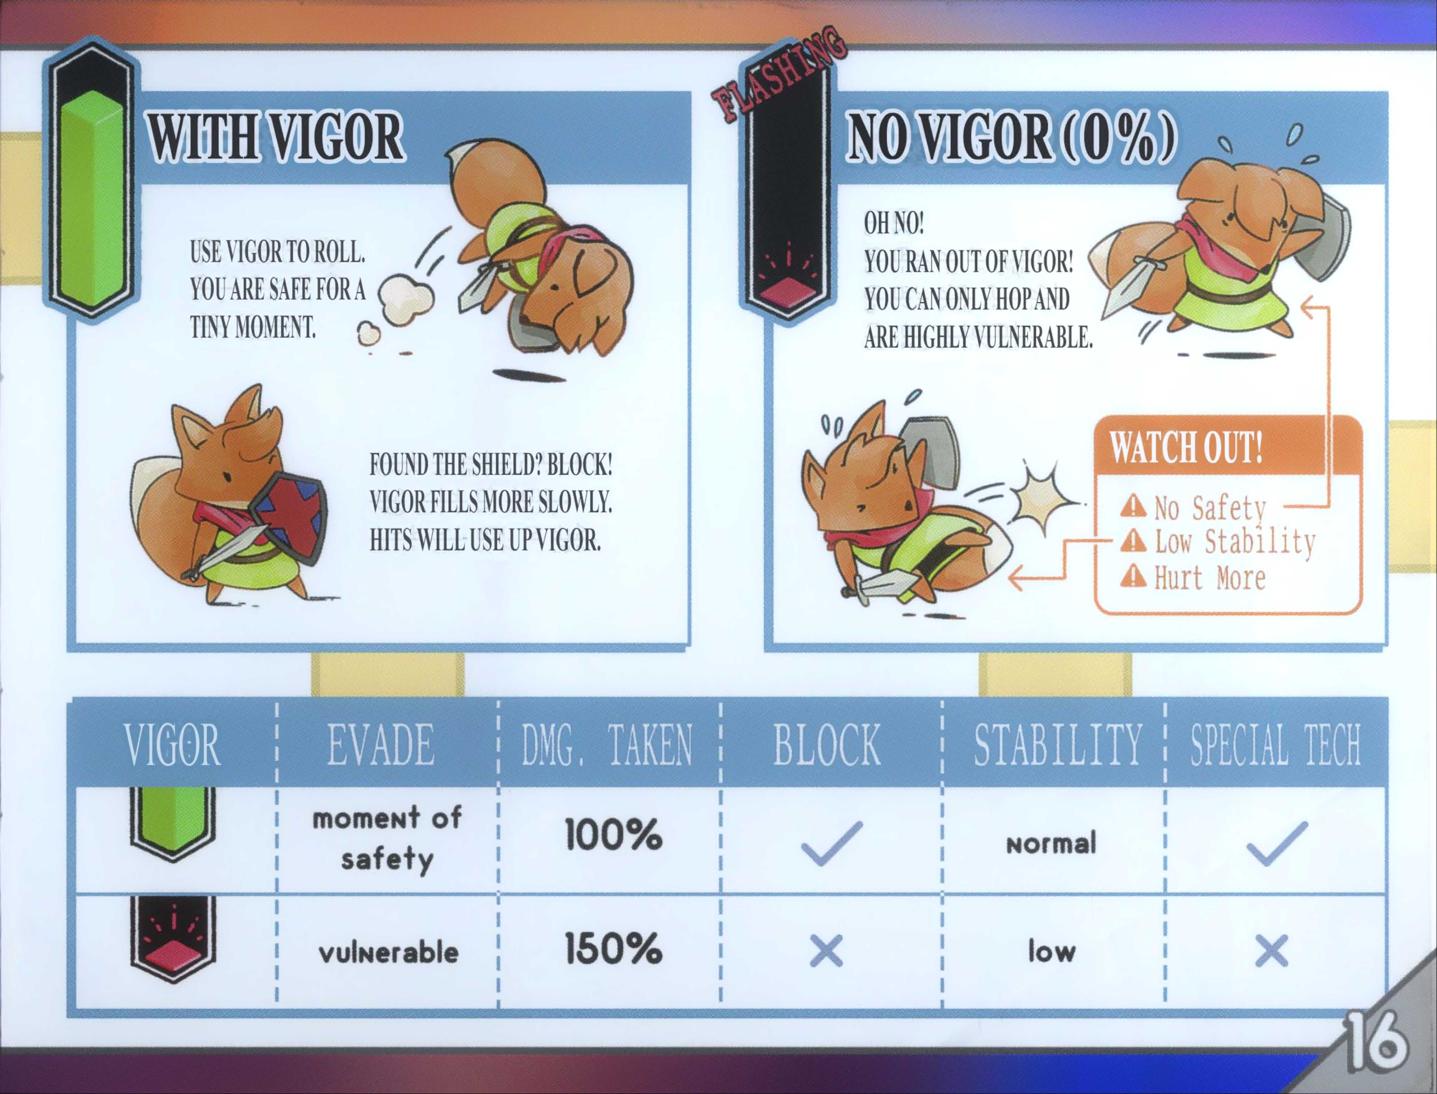 WITH VIGOR
USE VIGOR TO ROLL.
YOU ARE SAFE FOR A
TINY MOMENT.
FOUND THE SHIELD? BLOCK!
VIGOR FILLS MORE SLOWLY.
HITS WILL USE UP VIGOR.
FLASHING
NO VIGOR (0%)
OH NO!
YOU RAN OUT OF VIGOR!
YOU CAN ONLY HOP AND
ARE HIGHLY VULNERABLE.
WATCH OUT!
No Safety
Low Stability
Hurt More
VIGOR EVADE DMG. TAKEN BLOCK STABILITY SPECIAL TECH
moment of
safety 100% normal
vulnerable 150% low
16